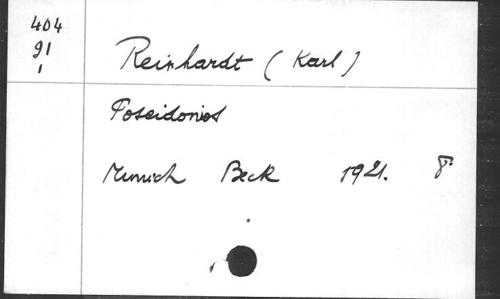 404
91
1
Reinhardt (Karl)
Poseidonios
Munich Beck 1921. 8°